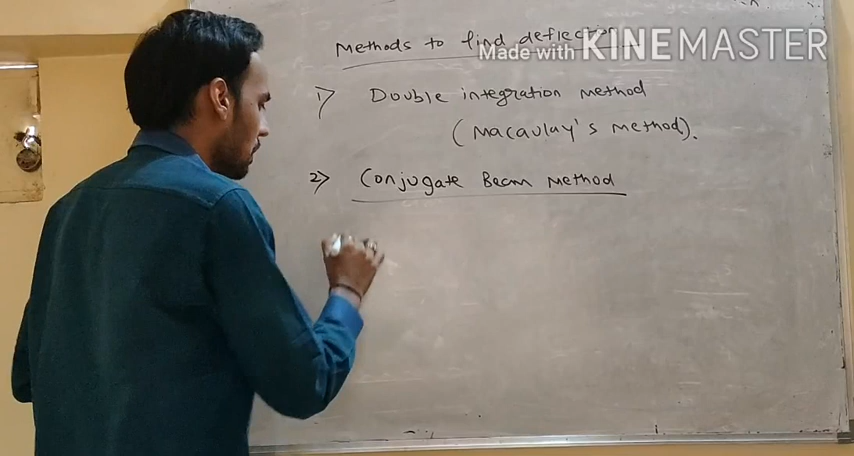 Methods to find deflection
Made with KINEMASTER
1) Double integration method
(Macaulay's method).
2) Conjugate Beam Method